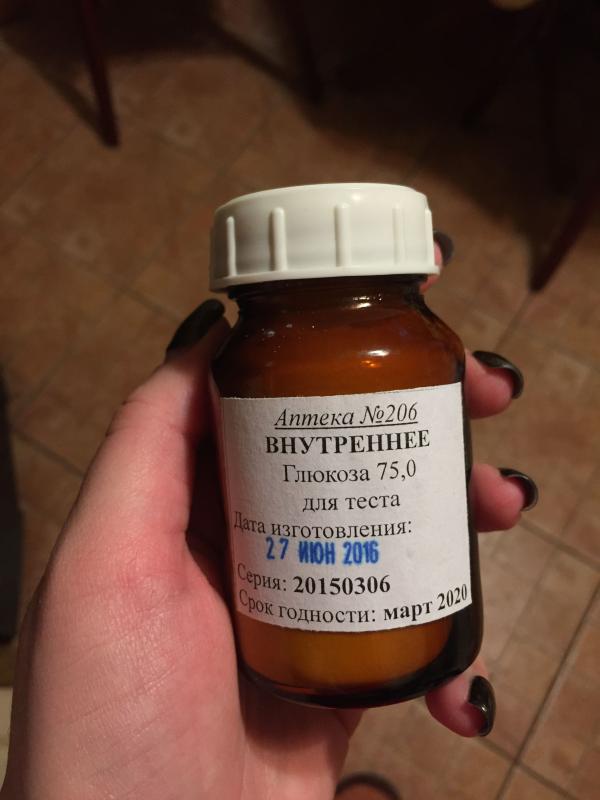 Аптека №206
ВНУТРЕННЕЕ
Глюкоза 75,0
для теста
Дата изготовления:
27 ИЮН 2016
Серия: 20150306
Срок годности: март 2020